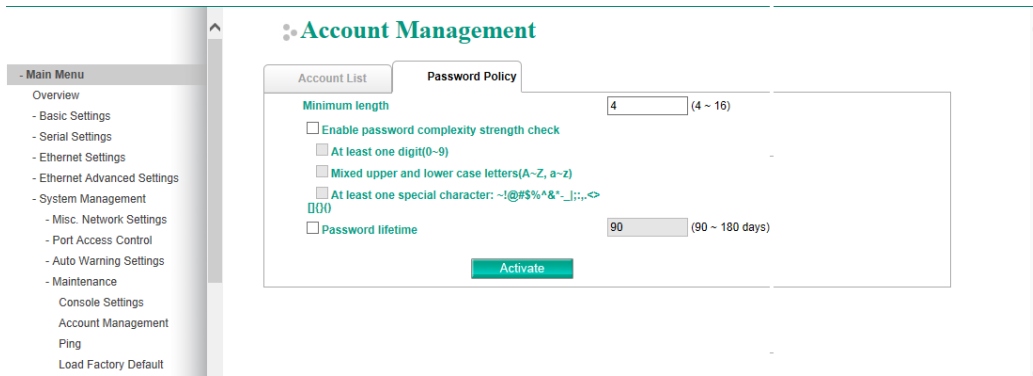 Account Management
- Main Menu
Overview
- Basic Settings
- Serial Settings
- Ethernet Settings
- Ethernet Advanced Settings
- System Management
- Misc. Network Settings
- Port Access Control
- Auto Warning Settings
- Maintenance
Console Settings
Account Management
Ping
Load Factory Default
Account List
Password Policy
Minimum length 4 (4 ~ 16)
Enable password complexity strength check
At least one digit(0~9)
Mixed upper and lower case letters(A~Z, a~z)
At least one special character: ~!@#$%^&*-_|;:,.<>
[]{}()
Password lifetime 90 (90 ~ 180 days)
Activate